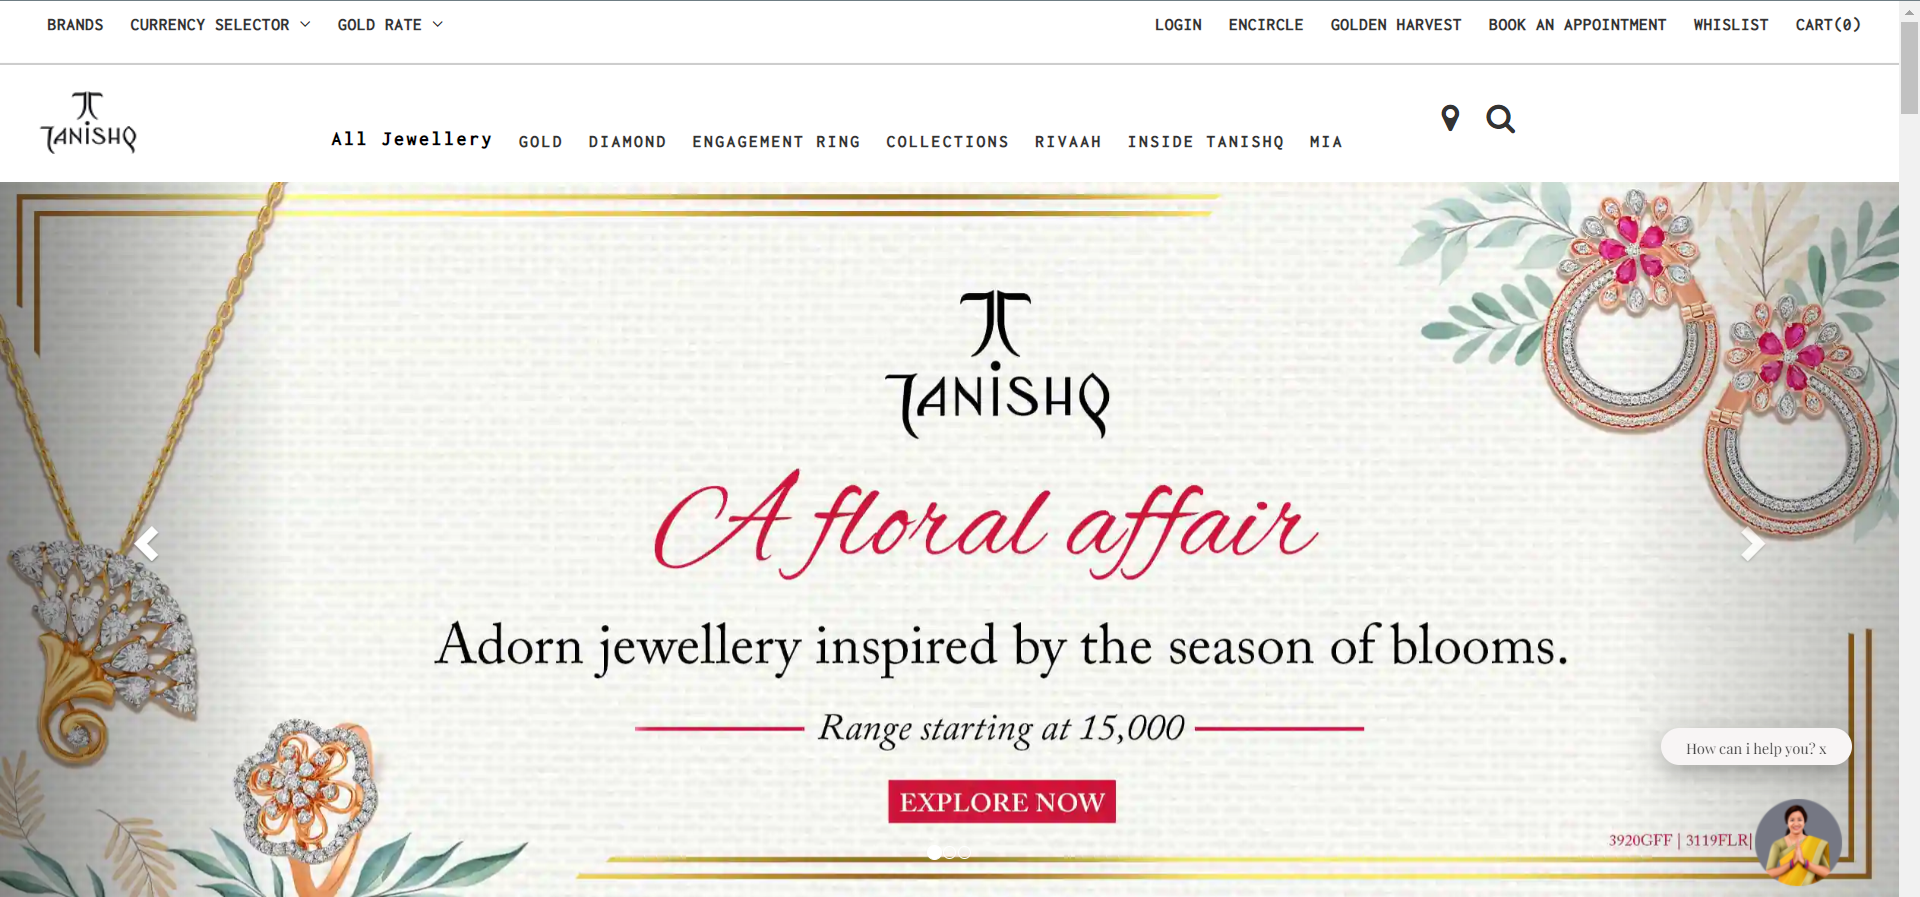 BRANDS CURRENCY SELECTOR GOLD RATE LOGIN ENCIRCLE GOLDEN HARVEST BOOK AN APPOINTMENT WHISLIST CART(0)
TANISHQ
All Jewellery GOLD DIAMOND ENGAGEMENT RING COLLECTIONS RIVAAH INSIDE TANISHQ MIA
TANISHQ
A floral affair
Adorn jewellery inspired by the season of blooms.
Range starting at 15,000
How can i help you? x
EXPLORE NOW
3920GFF | 3119FLR|